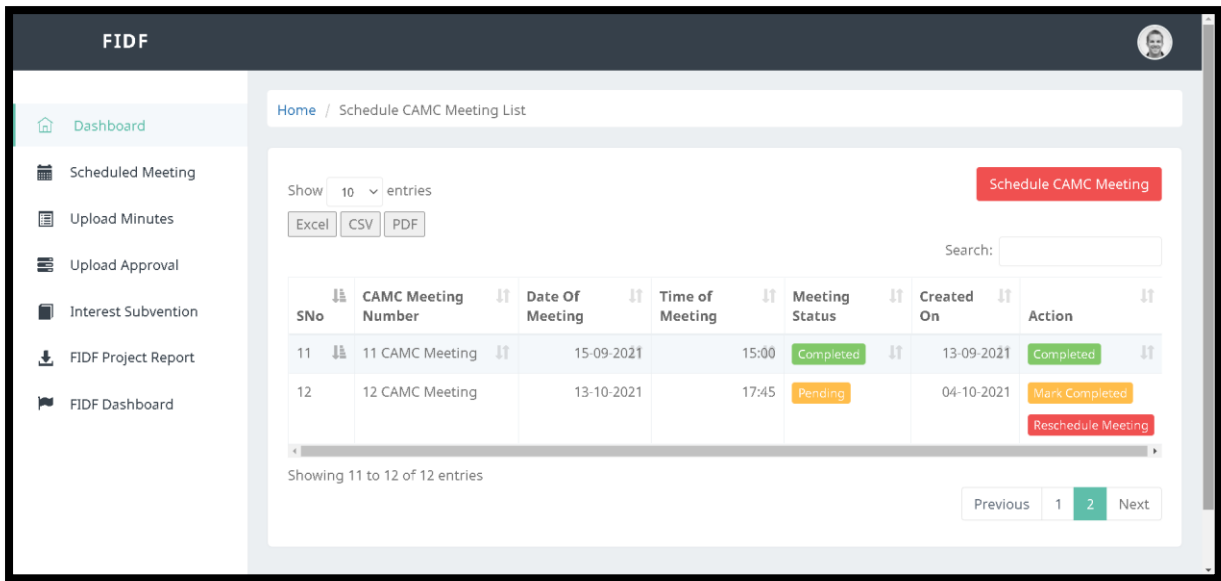 FIDF
Dashboard
Scheduled Meeting
Upload Minutes
Upload Approval
Interest Subvention
FIDF Project Report
FIDF Dashboard
Home / Schedule CAMC Meeting List
Schedule CAMC Meeting
Show 10 entries
Excel CSV PDF
Search:
SNo CAMC Meeting Number Date Of Meeting Time of Meeting Meeting Status Created On Action
11 11 CAMC Meeting 15-09-2021 15:00 Completed 13-09-2021 Completed
12 12 CAMC Meeting 13-10-2021 17:45 Pending 04-10-2021 Mark Completed
Reschedule Meeting
Showing 11 to 12 of 12 entries
Previous 1 2 Next